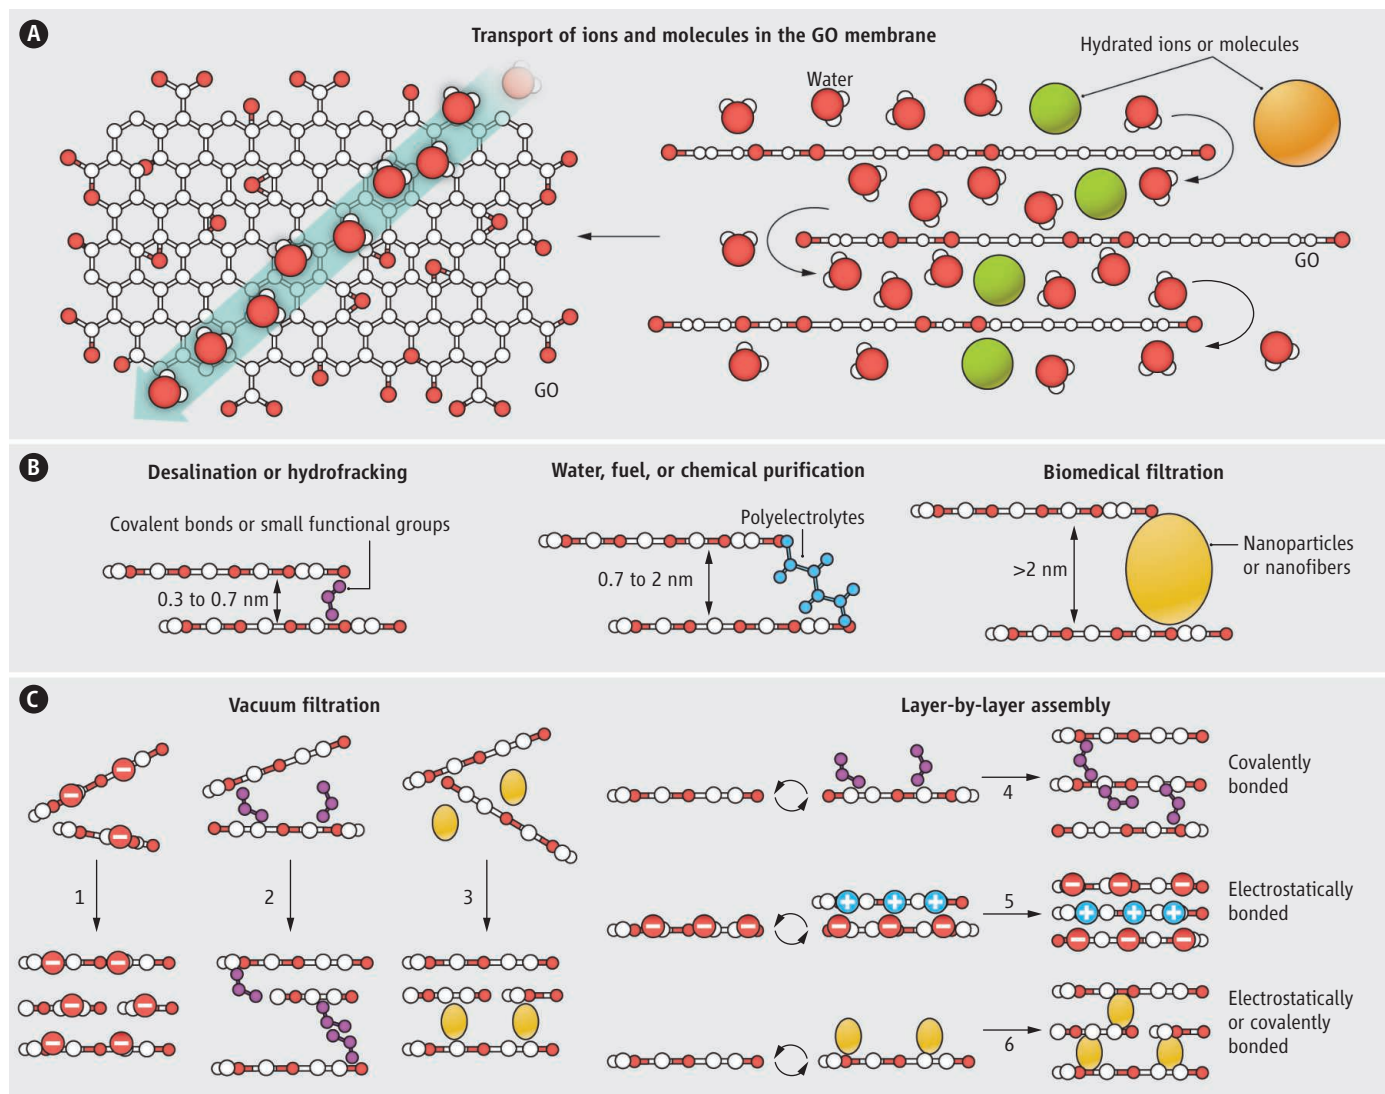 A
Transport of ions and molecules in the GO membrane
Hydrated ions or molecules
Water
GO
GO
B
Desalination or hydrofracking
Covalent bonds or small functional groups
0.3 to 0.7 nm
Water, fuel, or chemical purification
Polyelectrolytes
0.7 to 2 nm
Biomedical filtration
>2 nm
Nanoparticles
or nanofibers
C
Vacuum filtration
1
2
3
Layer-by-layer assembly
4
Covalently
bonded
5
Electrostatically
bonded
6
Electrostatically
or covalently
bonded